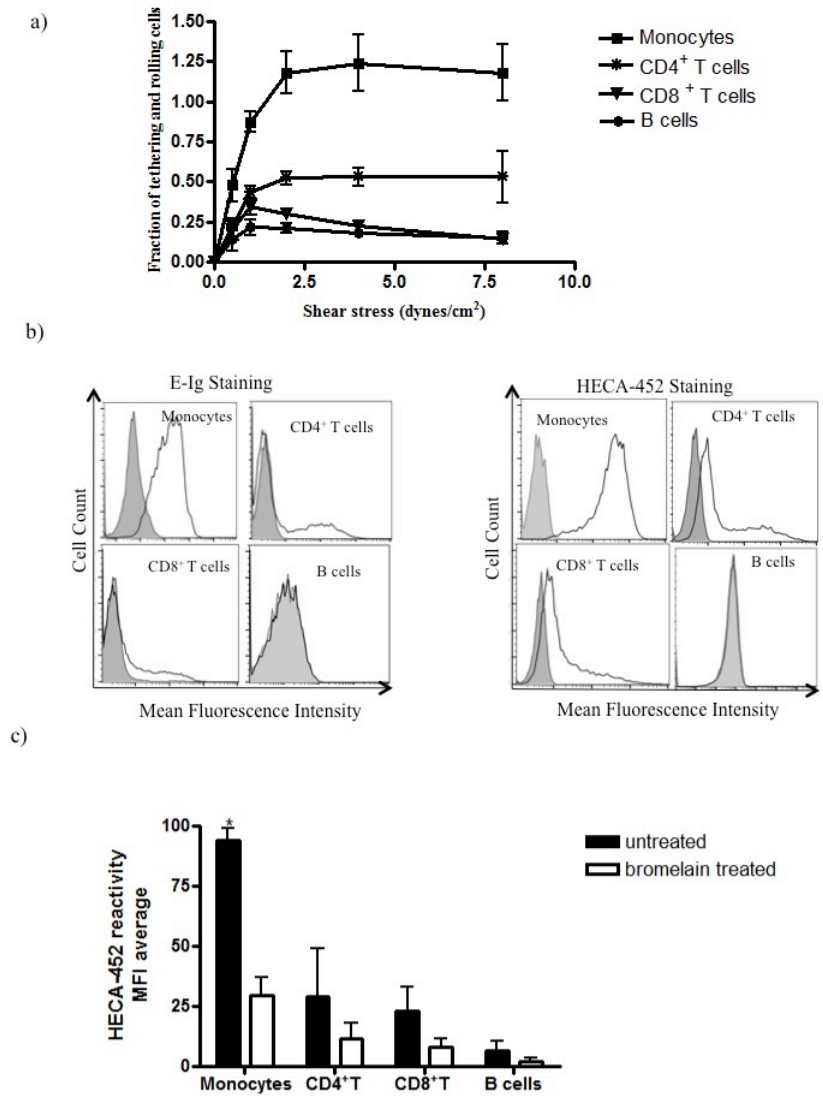 a)
Fraction of tethering and rolling cells
1.50
1.25
1.00
0.75
0.50
0.25
0.00
0.0
2.5
5.0
7.5
10.0
Shear stress (dynes/cm²)
Monocytes
CD4⁺ T cells
CD8 ⁺ T cells
B cells
b)
E-Ig Staining
Monocytes
CD4⁺ T cells
CD8⁺ T cells
B cells
Cell Count
Mean Fluorescence Intensity
HECA-452 Staining
Monocytes
CD4⁺ T cells
CD8⁺ T cells
B cells
Cell Count
Mean Fluorescence Intensity
c)
HECA-452 reactivity
MFI average
100
75
50
25
0
*
Monocytes
CD4⁺T
CD8⁺T
B cells
untreated
bromelain treated